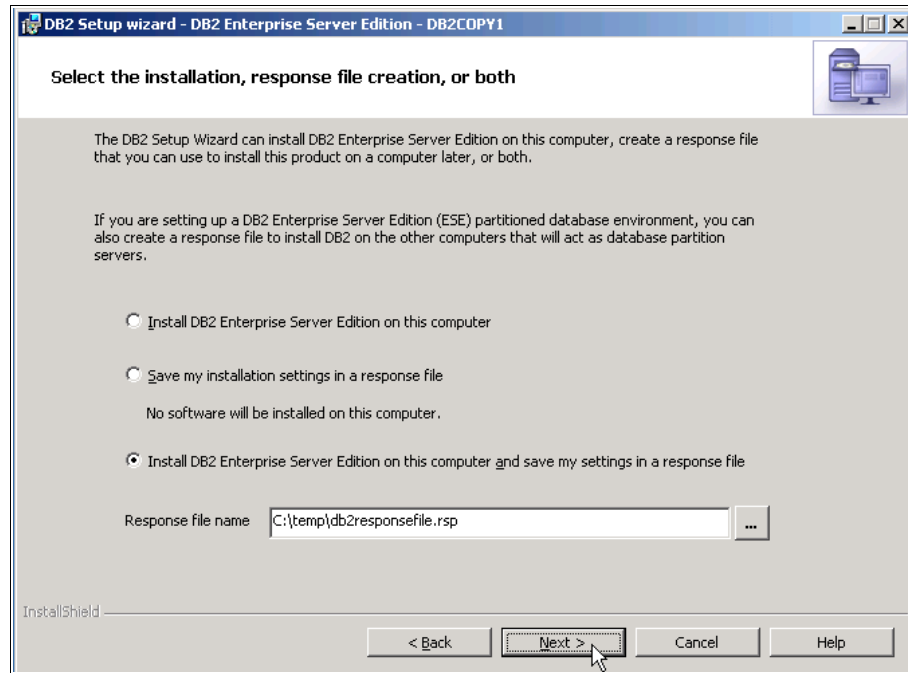 DB2 Setup wizard - DB2 Enterprise Server Edition - DB2COPY1
Select the installation, response file creation, or both
The DB2 Setup Wizard can install DB2 Enterprise Server Edition on this computer, create a response file
that you can use to install this product on a computer later, or both.
If you are setting up a DB2 Enterprise Server Edition (ESE) partitioned database environment, you can
also create a response file to install DB2 on the other computers that will act as database partition
servers.
Install DB2 Enterprise Server Edition on this computer
Save my installation settings in a response file
No software will be installed on this computer.
Install DB2 Enterprise Server Edition on this computer and save my settings in a response file
Response file name C:\temp\db2responsefile.rsp ...
InstallShield
< Back Next > Cancel Help